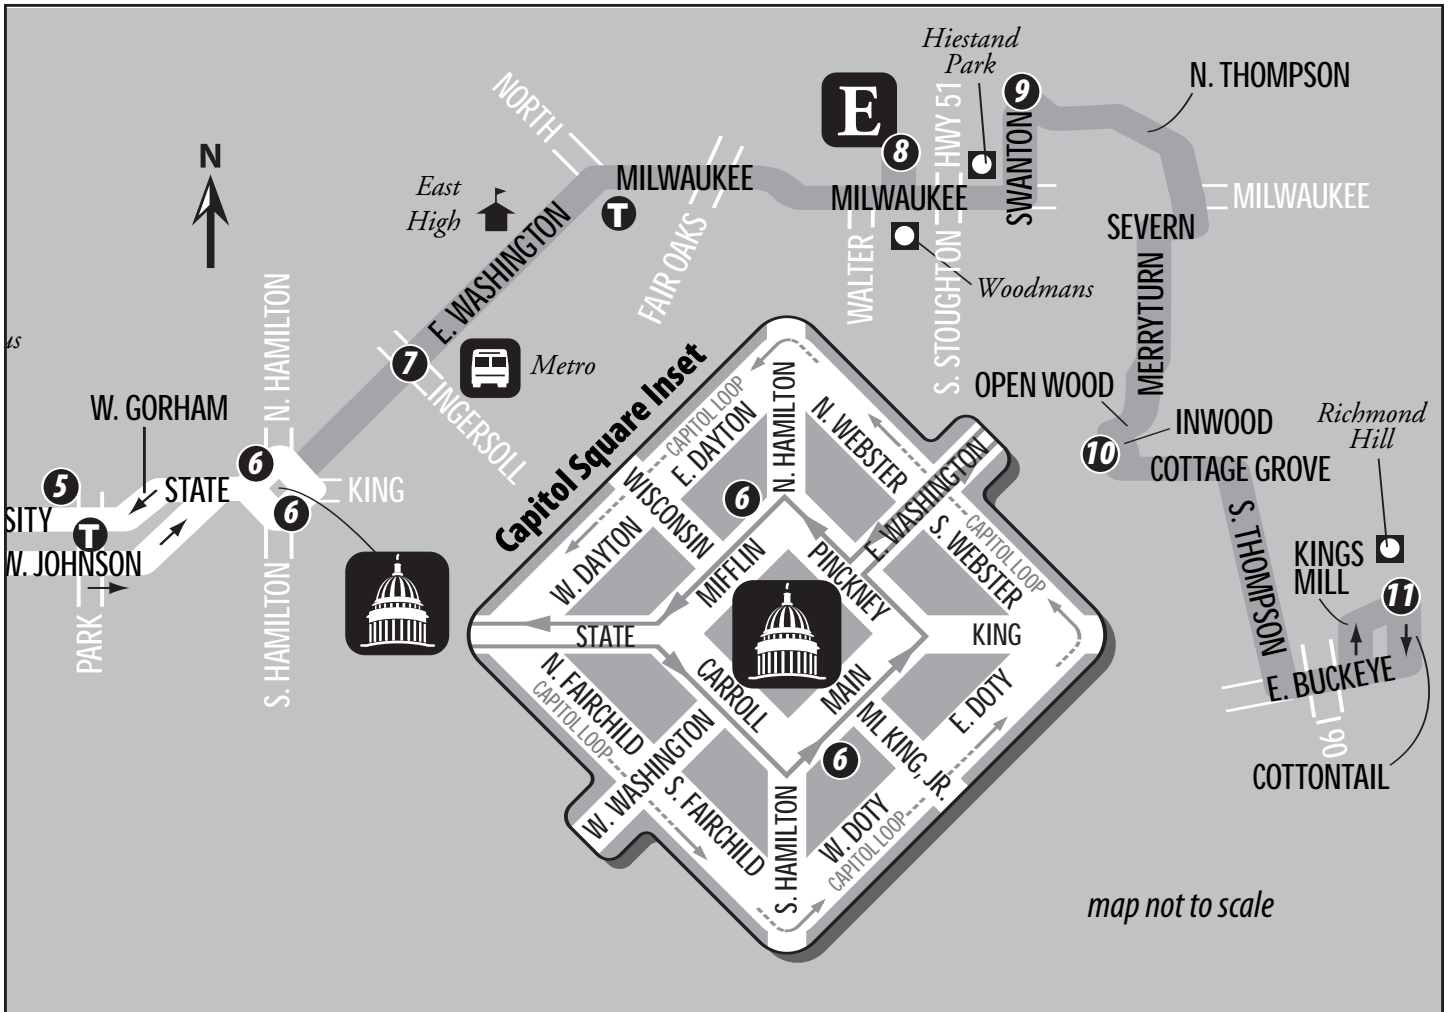 Hiestand
Park
9
N. THOMPSON
NORTH
E
8
HWY 51
SWANTON
N
East
High
MILWAUKEE
T
MILWAUKEE
MILWAUKEE
SEVERN
E. WASHINGTON
FAIR OAKS
WALTER
S. STOUGHTON
Woodmans
MERRYTURN
us
N. HAMILTON
7
Metro
INGERSOLL
OPEN WOOD
INWOOD
Richmond
Hill
10
COTTAGE GROVE
W. GORHAM
6
5
STATE
KING
6
SITY
T
W. JOHNSON
PARK
S. HAMILTON
S. THOMPSON
KINGS
MILL
11
E. BUCKEYE
I 90
COTTONTAIL
Capitol Square Inset
CAPITOL LOOP
E. DAYTON
N. HAMILTON
N. WEBSTER
WISCONSIN
6
E. WASHINGTON
W. DAYTON
MIFFLIN
PINCKNEY
S. WEBSTER
CAPITOL LOOP
STATE
KING
N. FAIRCHILD
CAPITOL LOOP
CARROLL
MAIN
ML KING, JR.
E. DOTY
W. WASHINGTON
6
S. FAIRCHILD
S. HAMILTON
W. DOTY
CAPITOL LOOP
map not to scale